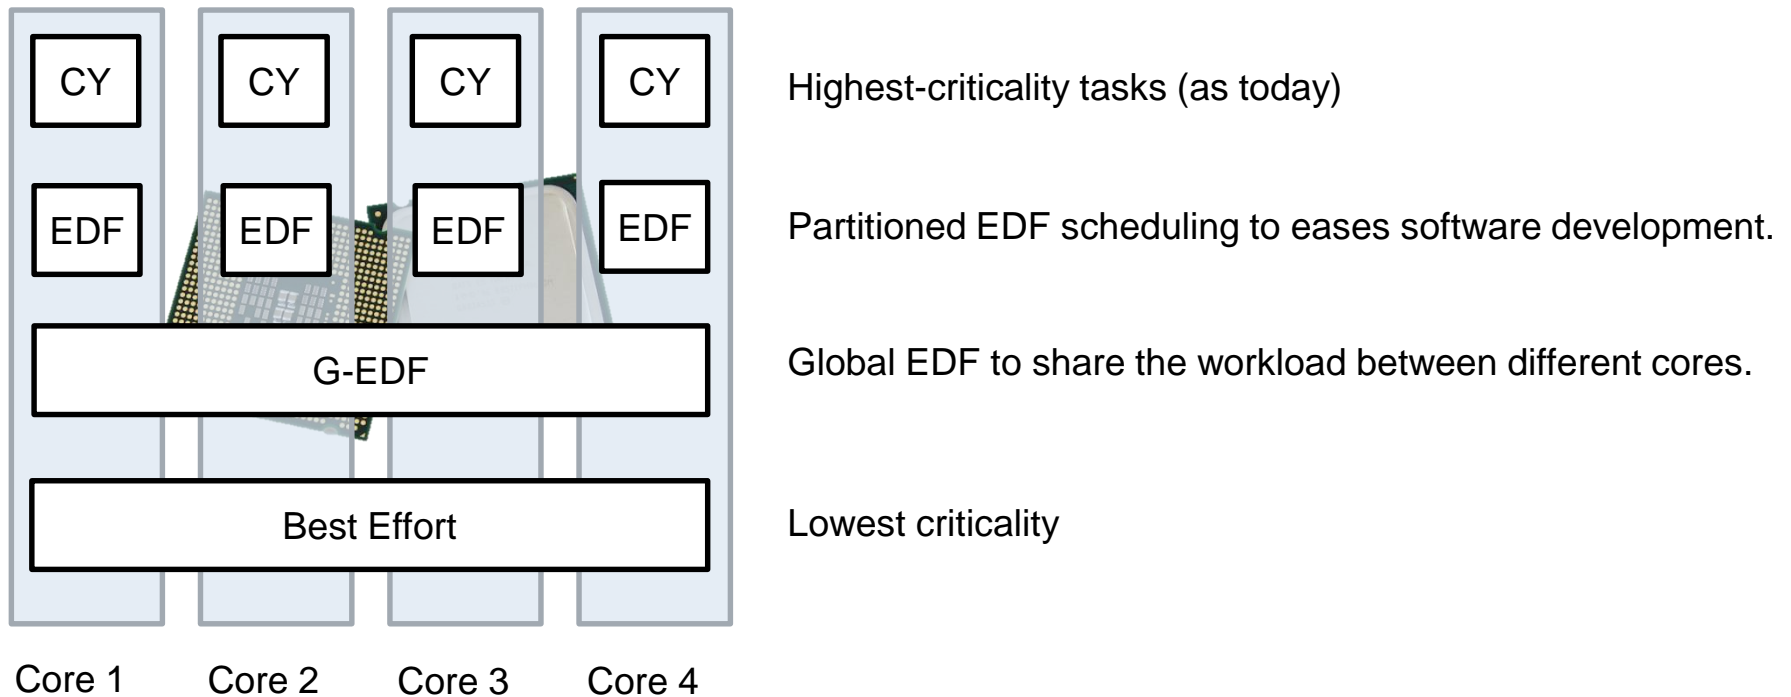 CY CY CY CY Highest-criticality tasks (as today)
EDF EDF EDF EDF Partitioned EDF scheduling to eases software development.
G-EDF Global EDF to share the workload between different cores.
Best Effort Lowest criticality
Core 1 Core 2 Core 3 Core 4